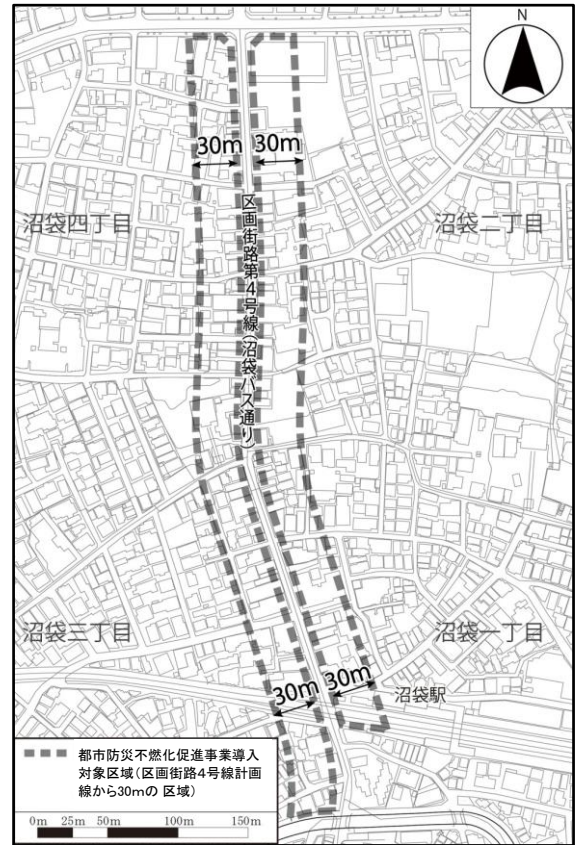 N
30m
30m
沼袋四丁目
沼袋二丁目
区画街路第4号線(沼袋バス通り)
沼袋三丁目
沼袋一丁目
30m
30m
沼袋駅
都市防災不燃化促進事業導入
対象区域(区画街路4号線計画
線から30mの 区域)
0m 25m 50m 100m 150m